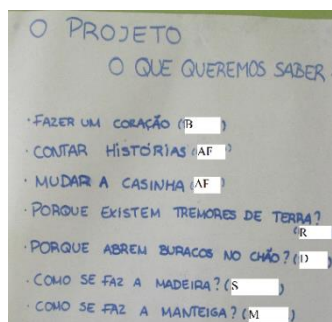 O PROJETO
O QUE QUEREMOS SABER
· FAZER UM CORAÇÃO (B )
· CONTAR HISTÓRIAS (AF )
· MUDAR A CASINHA (AF )
· PORQUE EXISTEM TREMORES DE TERRA?
(R
· PORQUE ABREM BURACOS NO CHÃO? (D )
· COMO SE FAZ A MADEIRA? (S )
· COMO SE FAZ A MANTEIGA? (M )